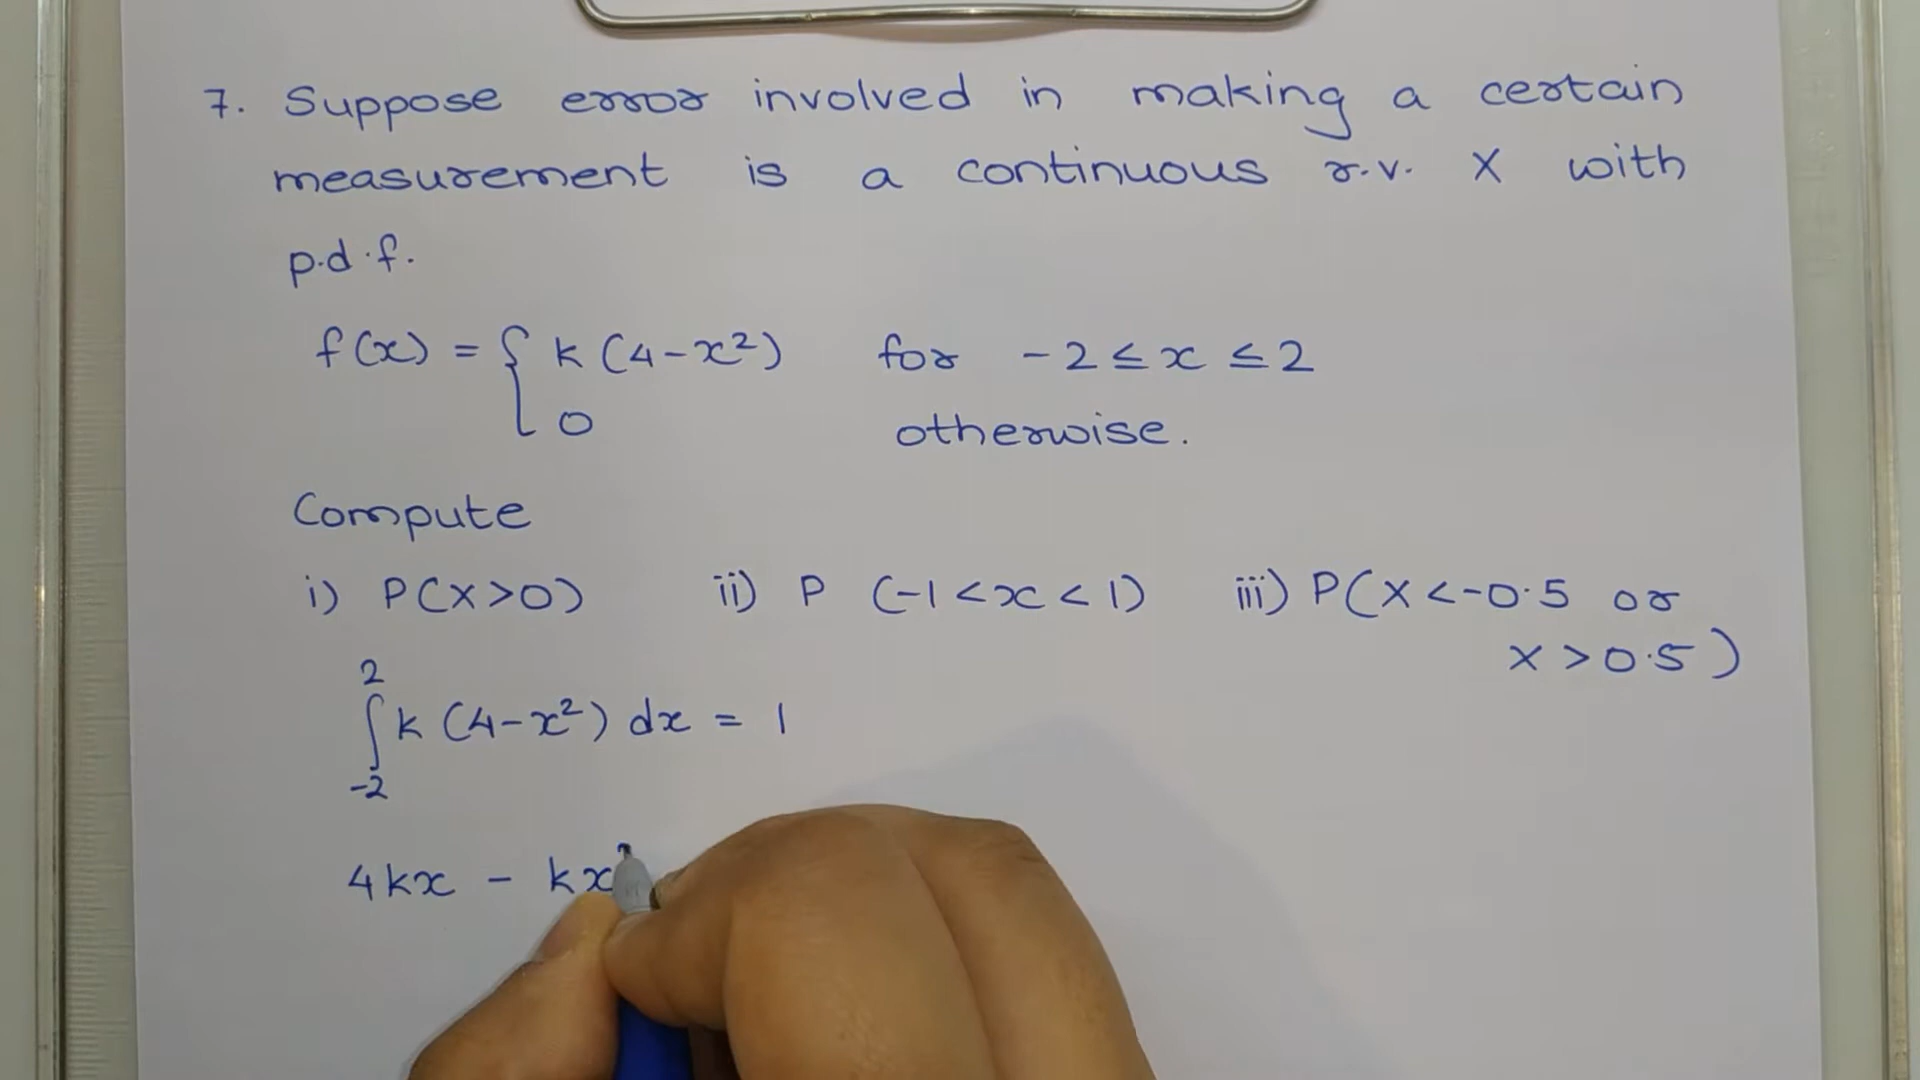 7. Suppose error involved in making a certain
measurement is a continuous r.v. X with
p.d.f.
f(x) = { k(4-x²) for -2 ≤ x ≤ 2
0 otherwise.
Compute
i) P(X>0) ii) P (-1<x<1) iii) P(X<-0.5 or
X>0.5)
2
∫k(4-x²) dx = 1
-2
4kx - kx